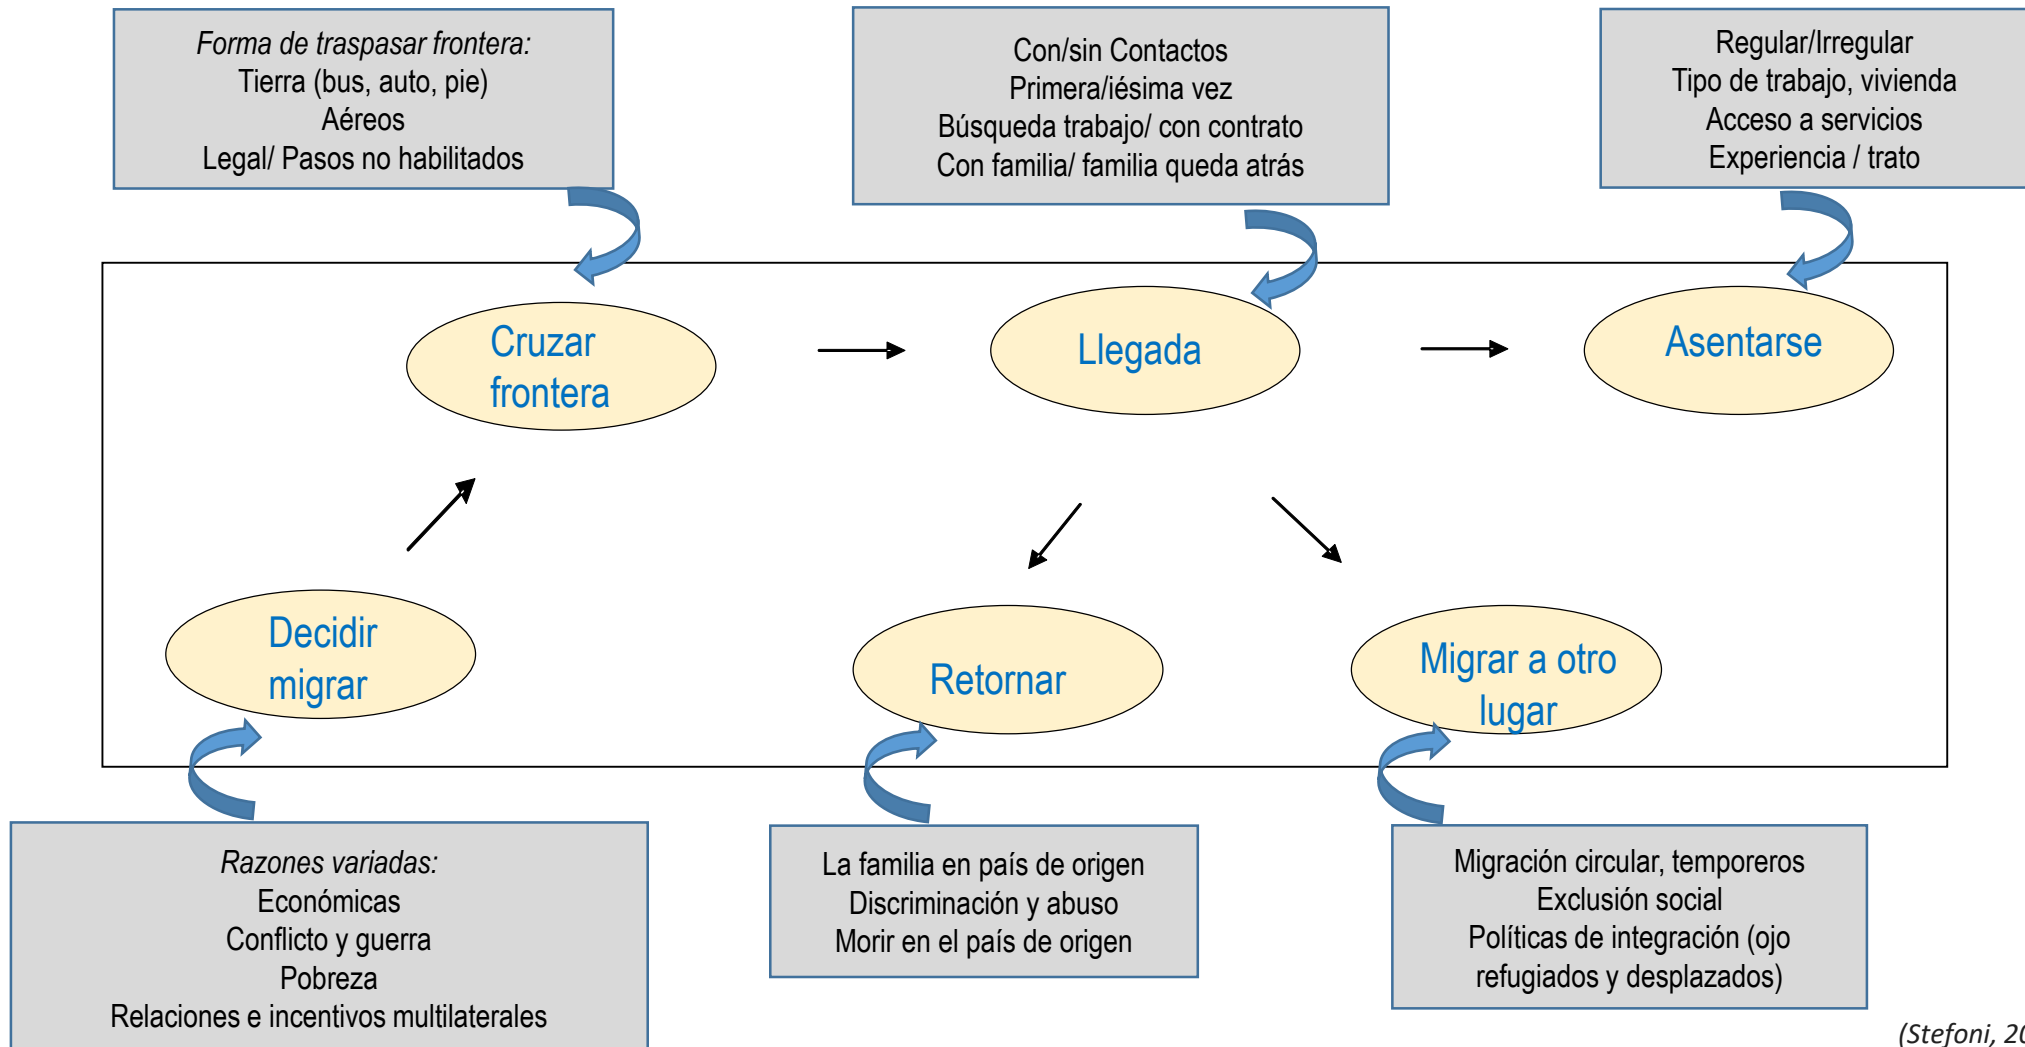 Forma de traspasar frontera:
Tierra (bus, auto, pie)
Aéreos
Legal/ Pasos no habilitados
Con/sin Contactos
Primera/iésima vez
Búsqueda trabajo/ con contrato
Con familia/ familia queda atrás
Regular/Irregular
Tipo de trabajo, vivienda
Acceso a servicios
Experiencia / trato
Cruzar
frontera
Llegada
Asentarse
Decidir
migrar
Retornar
Migrar a otro
lugar
Razones variadas:
Económicas
Conflicto y guerra
Pobreza
Relaciones e incentivos multilaterales
La familia en país de origen
Discriminación y abuso
Morir en el país de origen
Migración circular, temporeros
Exclusión social
Políticas de integración (ojo
refugiados y desplazados)
(Stefoni, 20